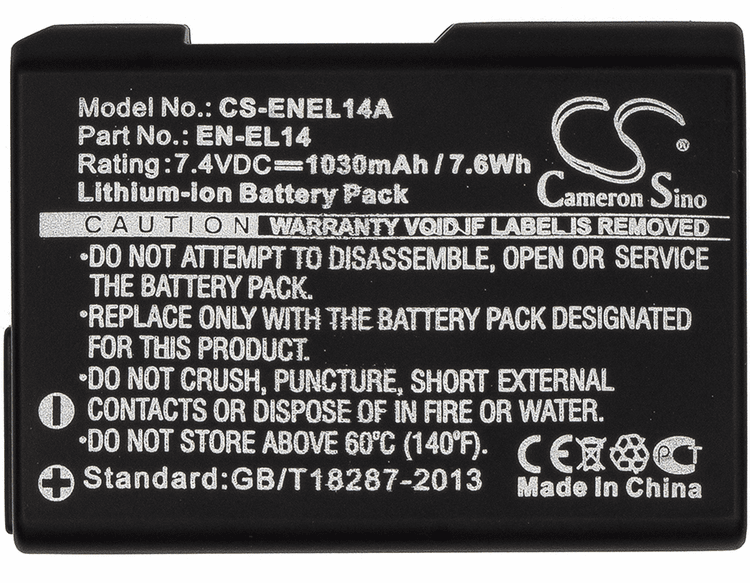 Model No.: CS-ENEL14A
Part No.: EN-EL14
Rating: 7.4VDC⎓1030mAh / 7.6Wh
Lithium-ion Battery Pack
CS ®
Cameron Sino
CAUTION WARRANTY VOID IF LABEL IS REMOVED
·DO NOT ATTEMPT TO DISASSEMBLE, OPEN OR SERVICE
THE BATTERY PACK.
·REPLACE ONLY WITH THE BATTERY PACK DESIGNATED
FOR THIS PRODUCT.
·DO NOT CRUSH, PUNCTURE, SHORT EXTERNAL
CONTACTS OR DISPOSE OF IN FIRE OR WATER.
·DO NOT STORE ABOVE 60°C (140°F).
Standard:GB/T18287-2013
CE PCT
Made in China